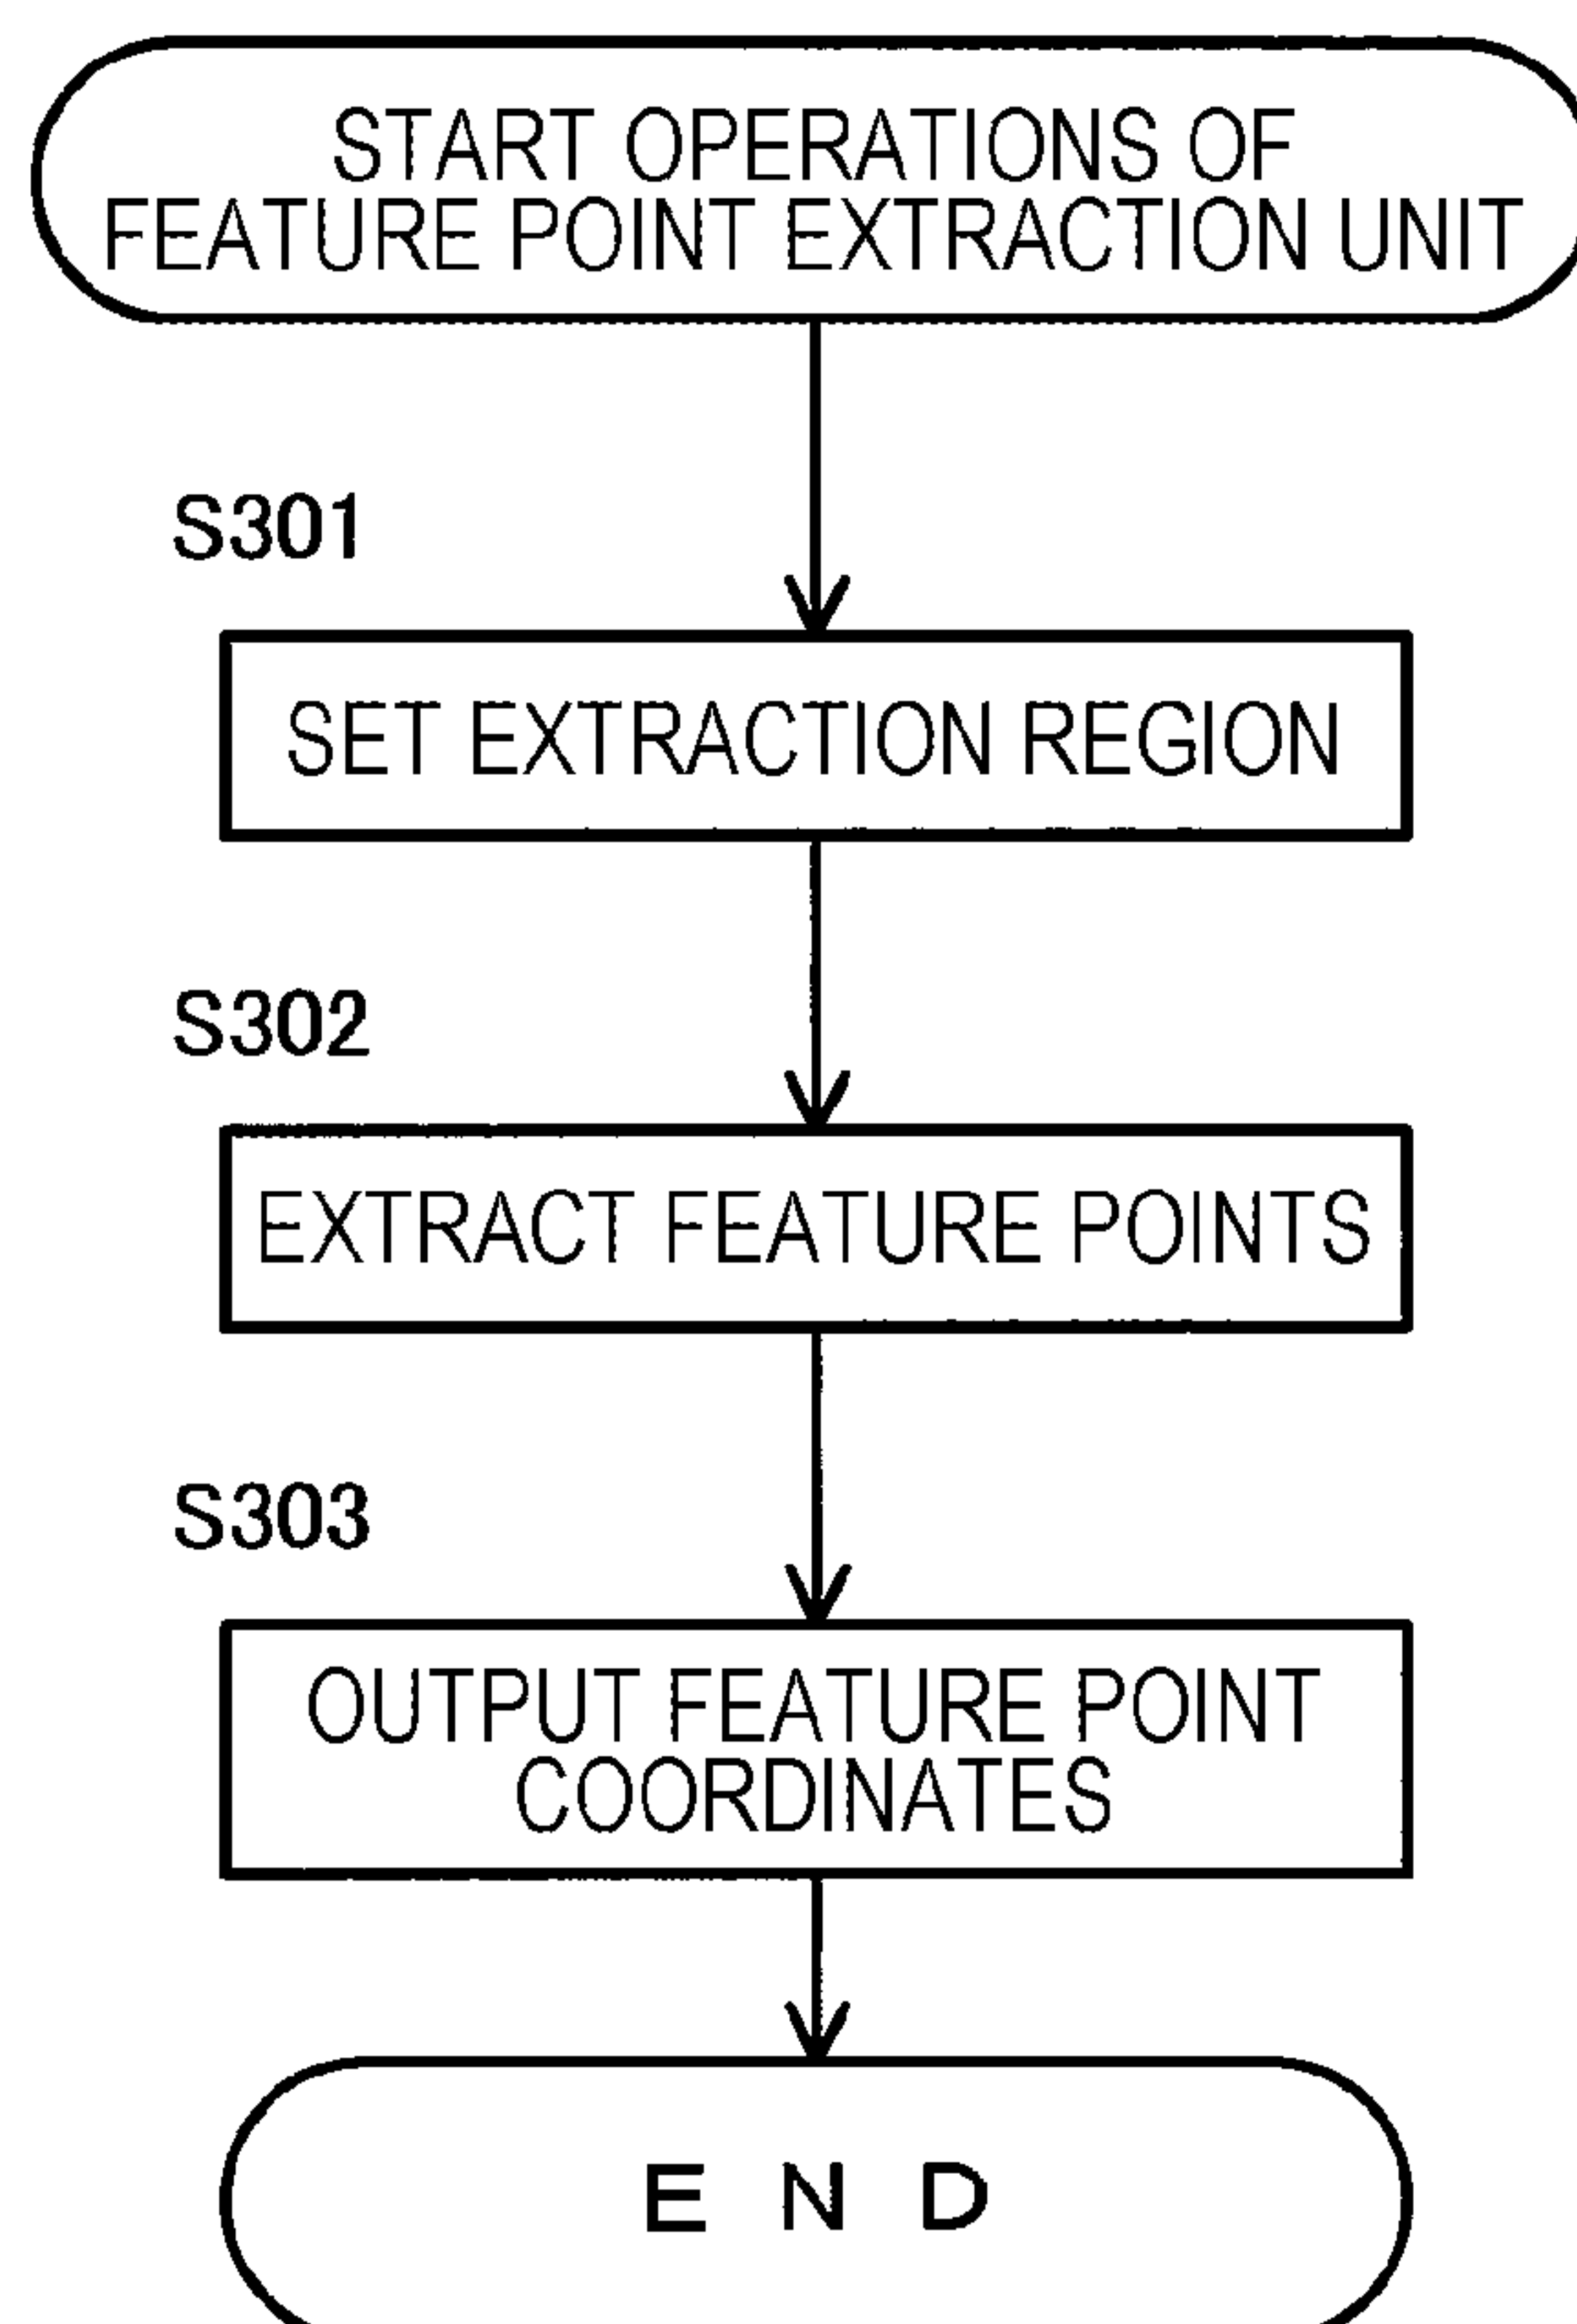 START OPERATIONS OF
FEATURE POINT EXTRACTION UNIT
S301
SET EXTRACTION REGION
S302
EXTRACT FEATURE POINTS
S303
OUTPUT FEATURE POINT
COORDINATES
END